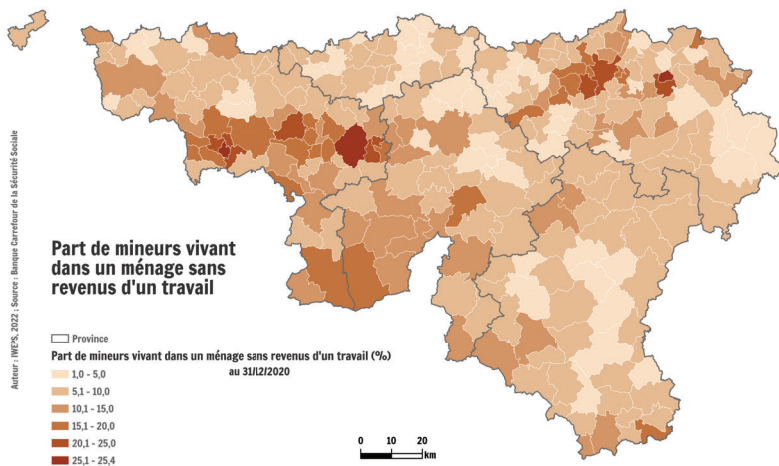 Part de mineurs vivant
dans un ménage sans
revenus d'un travail
Province
Part de mineurs vivant dans un ménage sans revenus d'un travail (%)
au 31/12/2020
1,0 - 5,0
5,1 - 10,0
10,1 - 15,0
15,1 - 20,0
20,1 - 25,0
25,1 - 25,4
0 10 20
km
Auteur : IWEPS, 2022 ; Source : Banque Carrefour de la Sécurité Sociale